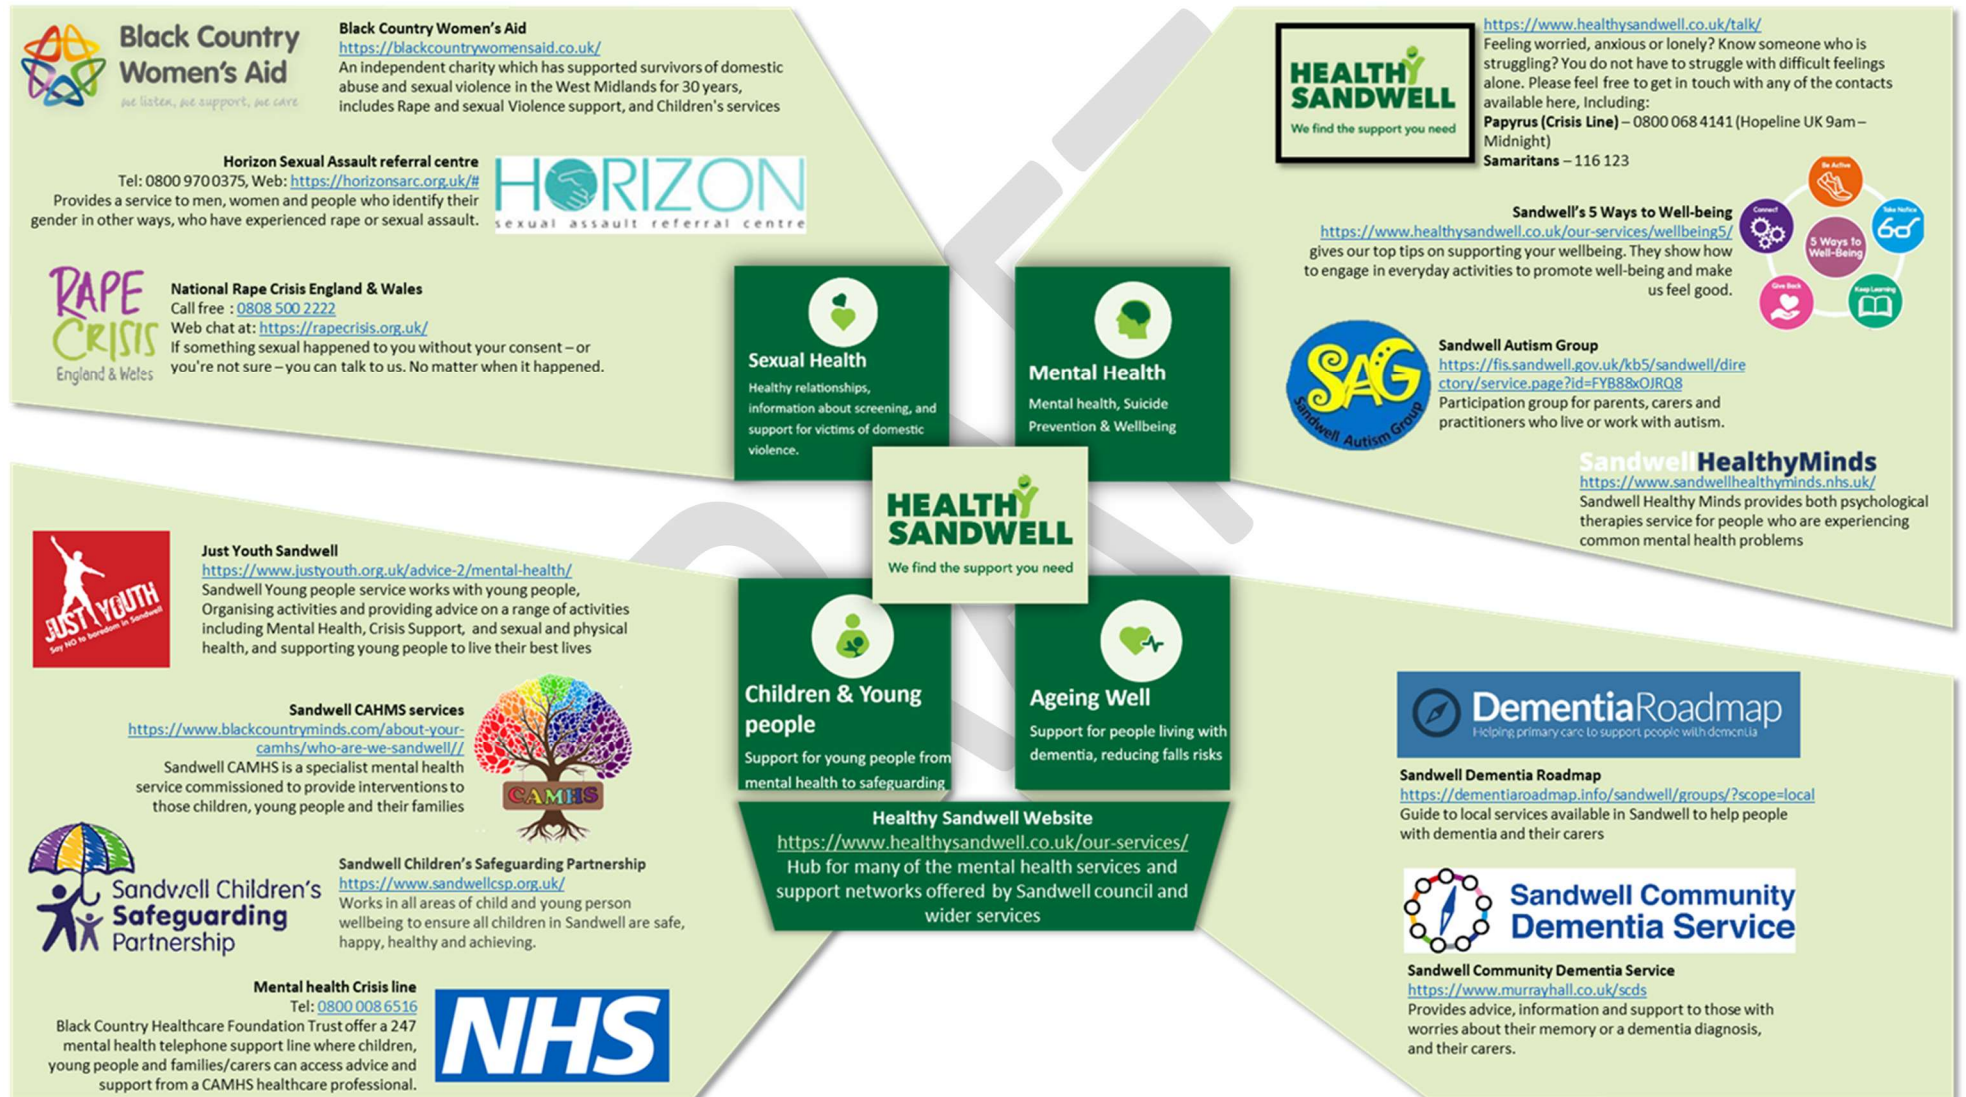 Black Country
Women's Aid
we listen, we support, we care
Black Country Women's Aid
https://blackcountrywomensaid.co.uk/
An independent charity which has supported survivors of domestic
abuse and sexual violence in the West Midlands for 30 years,
includes Rape and sexual Violence support, and Children's services
Horizon Sexual Assault referral centre
Tel: 0800 970 0375, Web: https://horizonsarc.org.uk/#
Provides a service to men, women and people who identify their
gender in other ways, who have experienced rape or sexual assault.
HORIZON
sexual assault referral centre
RAPE
CRISIS
England & Wales
National Rape Crisis England & Wales
Call free : 0808 500 2222
Web chat at: https://rapecrisis.org.uk/
If something sexual happened to you without your consent – or
you're not sure – you can talk to us. No matter when it happened.
Sexual Health
Healthy relationships,
information about screening, and
support for victims of domestic
violence.
Mental Health
Mental health, Suicide
Prevention & Wellbeing
HEALTHY
SANDWELL
We find the support you need
https://www.healthysandwell.co.uk/talk/
Feeling worried, anxious or lonely? Know someone who is
struggling? You do not have to struggle with difficult feelings
alone. Please feel free to get in touch with any of the contacts
available here, Including:
Papyrus (Crisis Line) – 0800 068 4141 (Hopeline UK 9am –
Midnight)
Samaritans – 116 123
Sandwell's 5 Ways to Well-being
https://www.healthysandwell.co.uk/our-services/wellbeing5/
gives our top tips on supporting your wellbeing. They show how
to engage in everyday activities to promote well-being and make
us feel good.
Be Active
Connect
Take Notice
5 Ways to
Well-Being
Give Back
Keep Learning
SAG
Sandwell Autism Group
Sandwell Autism Group
https://fis.sandwell.gov.uk/kb5/sandwell/dire
ctory/service.page?id=FYB88xOJRQ8
Participation group for parents, carers and
practitioners who live or work with autism.
SandwellHealthyMinds
https://www.sandwellhealthyminds.nhs.uk/
Sandwell Healthy Minds provides both psychological
therapies service for people who are experiencing
common mental health problems
HEALTHY
SANDWELL
We find the support you need
JUST YOUTH
Say NO to boredom in Sandwell
Just Youth Sandwell
https://www.justyouth.org.uk/advice-2/mental-health/
Sandwell Young people service works with young people,
Organising activities and providing advice on a range of activities
including Mental Health, Crisis Support, and sexual and physical
health, and supporting young people to live their best lives
Sandwell CAHMS services
https://www.blackcountryminds.com/about-your-
camhs/who-are-we-sandwell//
Sandwell CAMHS is a specialist mental health
service commissioned to provide interventions to
those children, young people and their families
CAMHS
Sandwell Children's
Safeguarding
Partnership
Sandwell Children's Safeguarding Partnership
https://www.sandwellcsp.org.uk/
Works in all areas of child and young person
wellbeing to ensure all children in Sandwell are safe,
happy, healthy and achieving.
Mental health Crisis line
Tel: 0800 008 6516
Black Country Healthcare Foundation Trust offer a 247
mental health telephone support line where children,
young people and families/carers can access advice and
support from a CAMHS healthcare professional.
NHS
Children & Young
people
Support for young people from
mental health to safeguarding
Ageing Well
Support for people living with
dementia, reducing falls risks
Healthy Sandwell Website
https://www.healthysandwell.co.uk/our-services/
Hub for many of the mental health services and
support networks offered by Sandwell council and
wider services
DementiaRoadmap
Helping primary care to support people with dementia
Sandwell Dementia Roadmap
https://dementiaroadmap.info/sandwell/groups/?scope=local
Guide to local services available in Sandwell to help people
with dementia and their carers
Sandwell Community
Dementia Service
Sandwell Community Dementia Service
https://www.murrayhall.co.uk/scds
Provides advice, information and support to those with
worries about their memory or a dementia diagnosis,
and their carers.